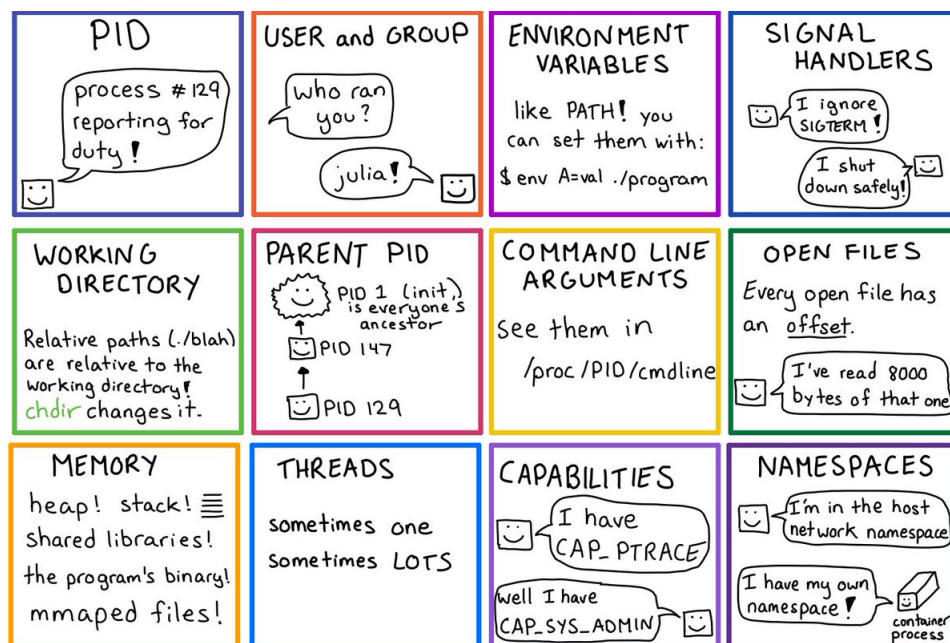 PID
process #129
reporting for
duty!
USER and GROUP
who ran
you?
julia!
ENVIRONMENT
VARIABLES
like PATH! you
can set them with:
$ env A=val ./program
SIGNAL
HANDLERS
I ignore
SIGTERM!
I shut
down safely!
WORKING
DIRECTORY
Relative paths (./blah)
are relative to the
working directory!
chdir changes it.
PARENT PID
PID 1 (init)
is everyone's
ancestor
PID 147
PID 129
COMMAND LINE
ARGUMENTS
see them in
/proc/PID/cmdline
OPEN FILES
Every open file has
an offset.
I've read 8000
bytes of that one
MEMORY
heap! stack!
shared libraries!
the program's binary!
mmaped files!
THREADS
sometimes one
sometimes LOTS
CAPABILITIES
I have
CAP_PTRACE
well I have
CAP_SYS_ADMIN
NAMESPACES
I'm in the host
network namespace
I have my own
namespace!
container
process